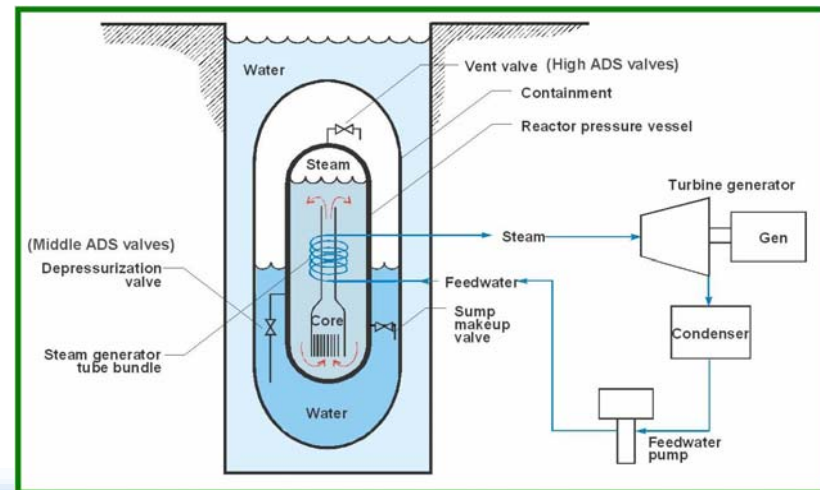 Water
Vent valve (High ADS valves)
Containment
Reactor pressure vessel
Steam
Turbine generator
(Middle ADS valves)
Depressurization
valve
Steam
Gen
Feedwater
Core
Sump
makeup
valve
Condenser
Steam generator
tube bundle
Water
Feedwater
pump